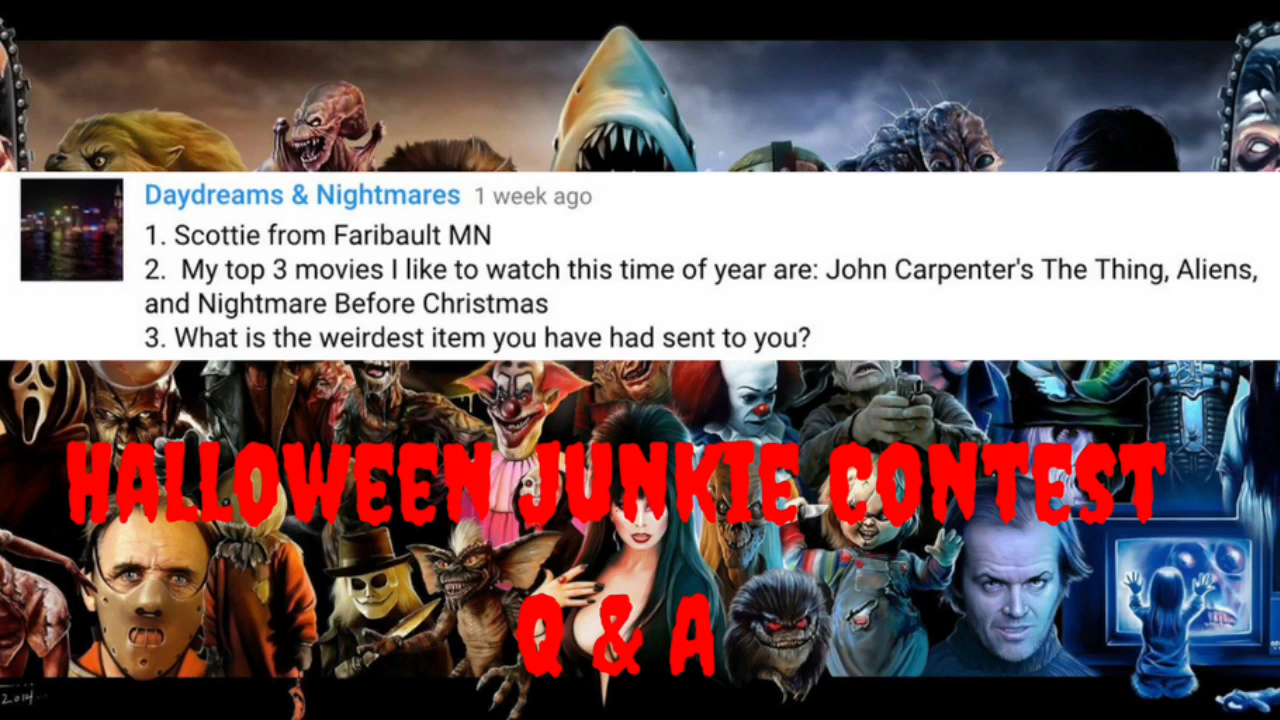 Daydreams & Nightmares 1 week ago
1. Scottie from Faribault MN
2.  My top 3 movies I like to watch this time of year are: John Carpenter's The Thing, Aliens,
and Nightmare Before Christmas
3. What is the weirdest item you have had sent to you?
HALLOWEEN JUNKIE CONTEST
Q & A
2014